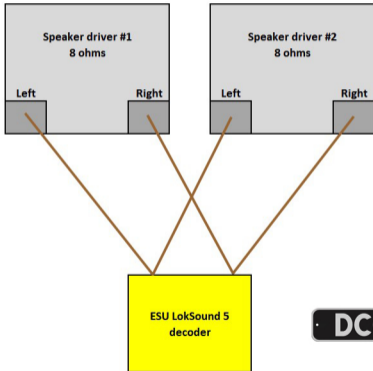 Speaker driver #1
8 ohms
Left
Right
Speaker driver #2
8 ohms
Left
Right
ESU LokSound 5
decoder
DC